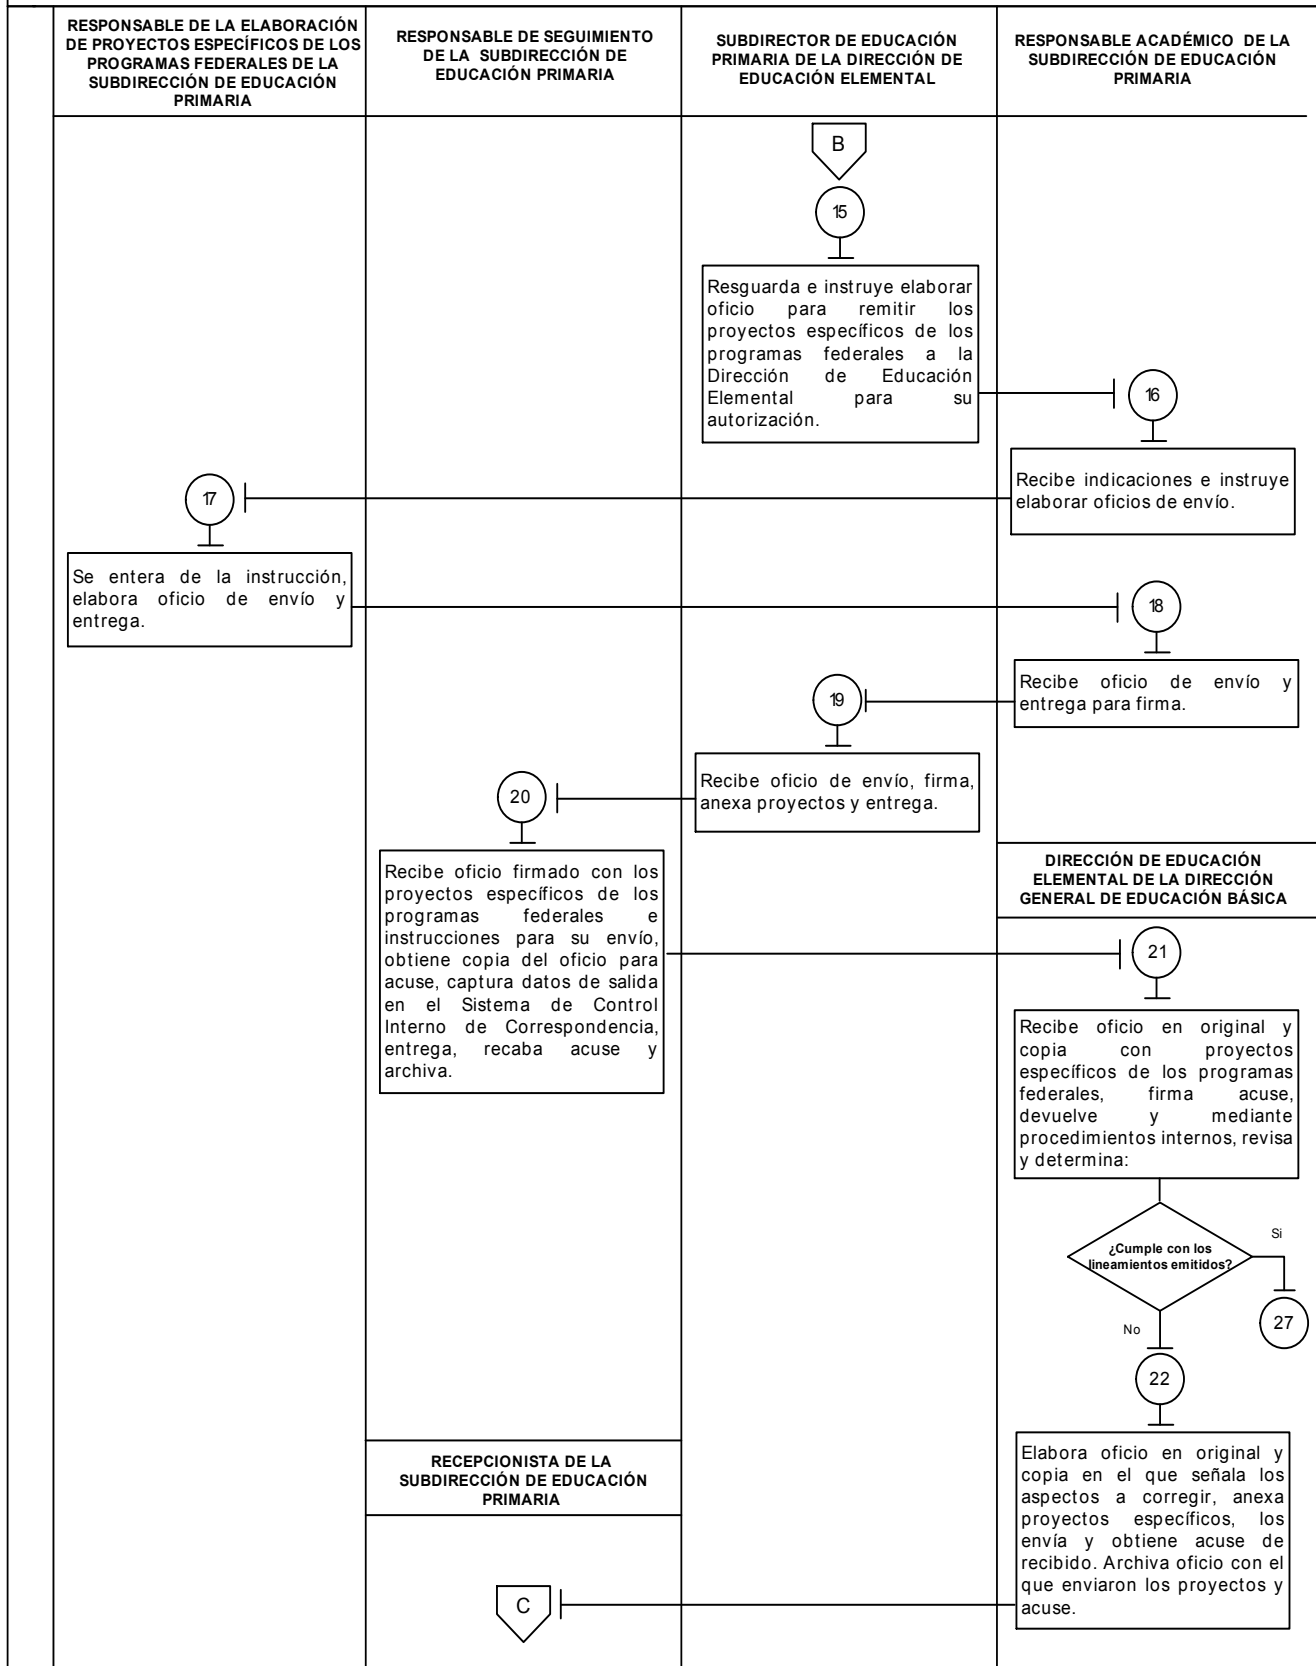 RESPONSABLE DE LA ELABORACIÓN
DE PROYECTOS ESPECÍFICOS DE LOS
PROGRAMAS FEDERALES DE LA
SUBDIRECCIÓN DE EDUCACIÓN
PRIMARIA
RESPONSABLE DE SEGUIMIENTO
DE LA SUBDIRECCIÓN DE
EDUCACIÓN PRIMARIA
SUBDIRECTOR DE EDUCACIÓN
PRIMARIA DE LA DIRECCIÓN DE
EDUCACIÓN ELEMENTAL
RESPONSABLE ACADÉMICO DE LA
SUBDIRECCIÓN DE EDUCACIÓN
PRIMARIA
B
15
Resguarda e instruye elaborar
oficio para remitir los
proyectos específicos de los
programas federales a la
Dirección de Educación
Elemental para su
autorización.
16
Recibe indicaciones e instruye
elaborar oficios de envío.
17
Se entera de la instrucción,
elabora oficio de envío y
entrega.
18
Recibe oficio de envío y
entrega para firma.
19
Recibe oficio de envío, firma,
anexa proyectos y entrega.
20
Recibe oficio firmado con los
proyectos específicos de los
programas federales e
instrucciones para su envío,
obtiene copia del oficio para
acuse, captura datos de salida
en el Sistema de Control
Interno de Correspondencia,
entrega, recaba acuse y
archiva.
DIRECCIÓN DE EDUCACIÓN
ELEMENTAL DE LA DIRECCIÓN
GENERAL DE EDUCACIÓN BÁSICA
21
Recibe oficio en original y
copia con proyectos
específicos de los programas
federales, firma acuse,
devuelve y mediante
procedimientos internos, revisa
y determina:
¿Cumple con los
lineamientos emitidos?
Si
27
No
22
Elabora oficio en original y
copia en el que señala los
aspectos a corregir, anexa
proyectos específicos, los
envía y obtiene acuse de
recibido. Archiva oficio con el
que enviaron los proyectos y
acuse.
RECEPCIONISTA DE LA
SUBDIRECCIÓN DE EDUCACIÓN
PRIMARIA
C